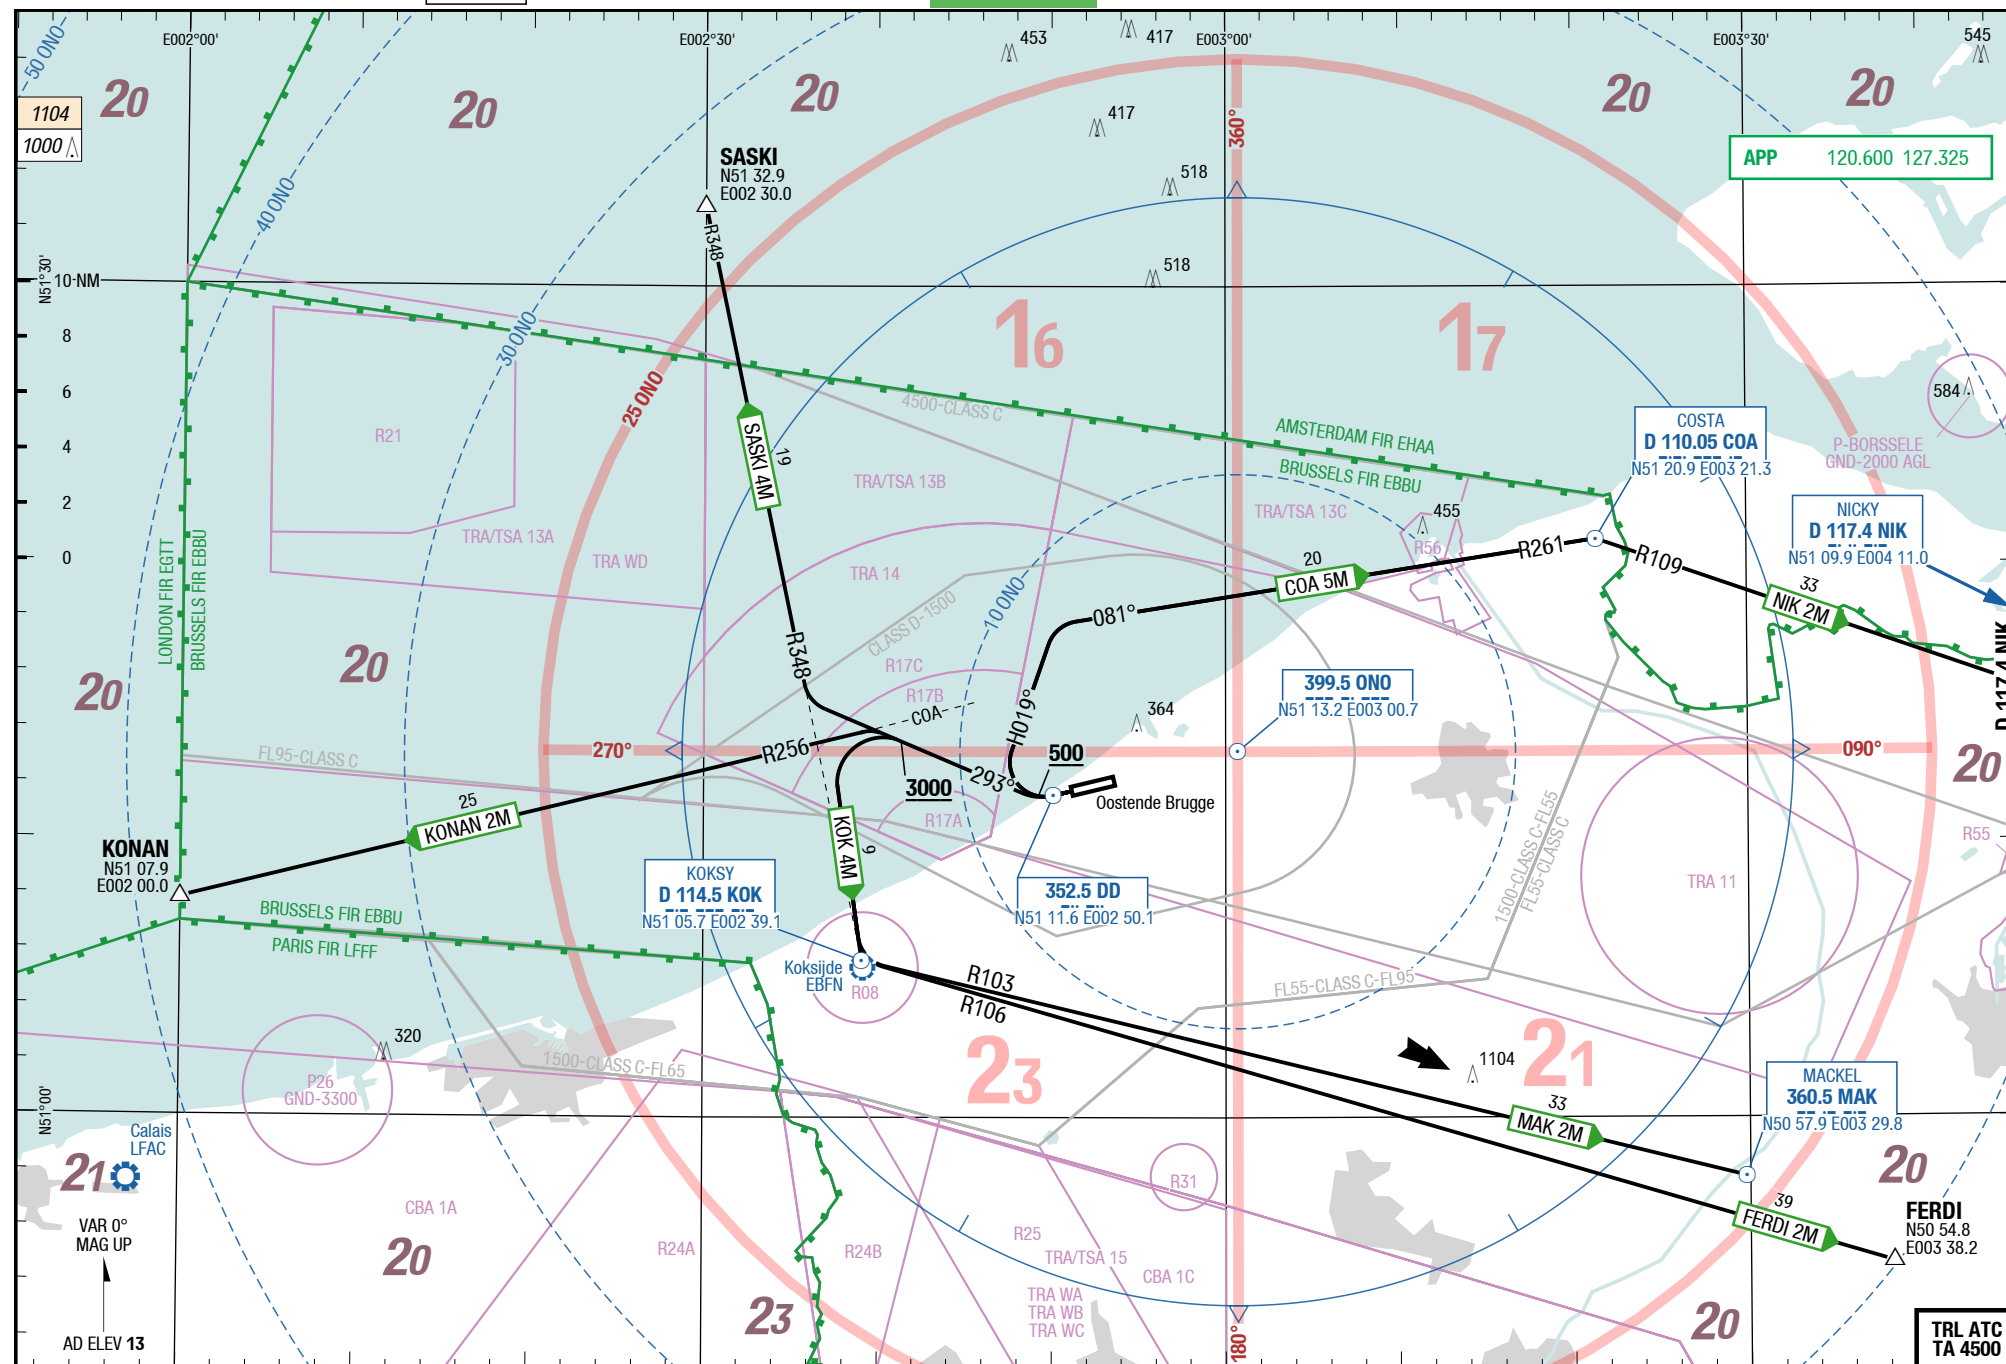 E002°00'
E002°30'
E003°00'
E003°30'
50 ONO
40 ONO
30 ONO
25 ONO
10 ONO
20
20
20
20
20
453
417
545
417
518
518
1104
1000
360°
APP 120.600 127.325
SASKI
N51 32.9
E002 30.0
R348
N51°30'
10 NM
8
6
4
2
0
16
17
R21
4500-CLASS C
AMSTERDAM FIR EHAA
BRUSSELS FIR EBBU
SASKI 4M
19
TRA/TSA 13B
TRA/TSA 13A
TRA WD
TRA 14
TRA/TSA 13C
584
P-BORSSELE
GND-2000 AGL
COSTA
D 110.05 COA
N51 20.9 E003 21.3
NICKY
D 117.4 NIK
N51 09.9 E004 11.0
455
R56
20
COA 5M
R261
R109
33
NIK 2M
D 117.4 NIK
LONDON FIR EGTT
BRUSSELS FIR EBBU
CLASS D-1500
081°
R348
R17C
R17B
COA
H019°
20
20
399.5 ONO
N51 13.2 E003 00.7
364
FL95-CLASS C
270°
R256
293°
500
3000
090°
20
Oostende Brugge
R17A
25
KONAN 2M
KOK 4M
9
KONAN
N51 07.9
E002 00.0
KOKSY
D 114.5 KOK
N51 05.7 E002 39.1
352.5 DD
N51 11.6 E002 50.1
1500-CLASS C-FL55
FL55-CLASS C
TRA 11
R55
BRUSSELS FIR EBBU
PARIS FIR LFFF
Koksijde
EBFN
R08
R103
R106
FL55-CLASS C-FL95
320
P26
GND-3300
1500-CLASS C-FL65
23
21
1104
33
MAK 2M
MACKEL
360.5 MAK
N50 57.9 E003 29.8
N51°00'
Calais
LFAC
21
20
R31
CBA 1A
R24A
R24B
R25
TRA/TSA 15
CBA 1C
TRA WA
TRA WB
TRA WC
39
FERDI 2M
FERDI
N50 54.8
E003 38.2
VAR 0°
MAG UP
20
23
20
AD ELEV 13
180°
TRL ATC
TA 4500